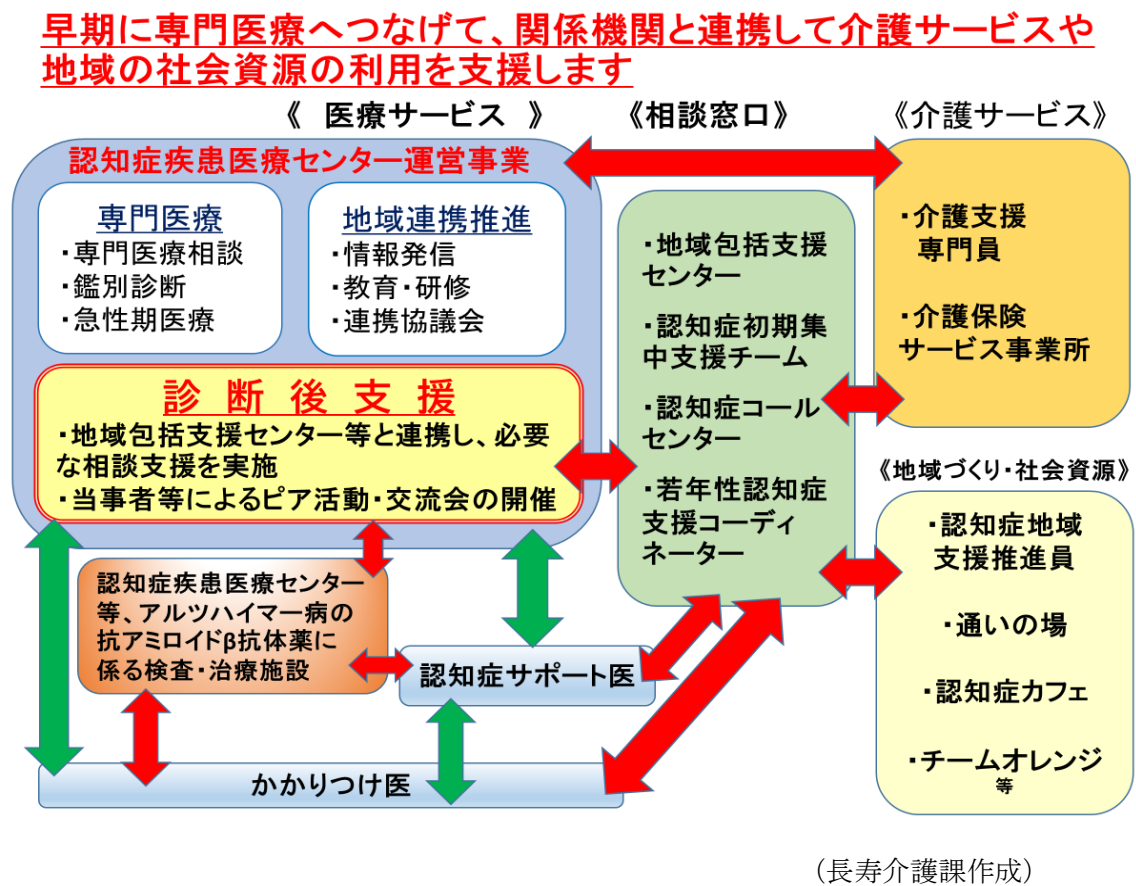 早期に専門医療へつなげて、関係機関と連携して介護サービスや
地域の社会資源の利用を支援します
《　医療サービス　》
《相談窓口》
《介護サービス》
認知症疾患医療センター運営事業
専門医療
・専門医療相談
・鑑別診断
・急性期医療
地域連携推進
・情報発信
・教育・研修
・連携協議会
診　断　後　支　援
・地域包括支援センター等と連携し、必要
な相談支援を実施
・当事者等によるピア活動・交流会の開催
認知症疾患医療センター
等、アルツハイマー病の
抗アミロイドβ抗体薬に
係る検査・治療施設
認知症サポート医
かかりつけ医
・地域包括支援
センター
・認知症初期集
中支援チーム
・認知症コール
センター
・若年性認知症
支援コーディ
ネーター
・介護支援
専門員
・介護保険
サービス事業所
《地域づくり・社会資源》
・認知症地域
支援推進員
・通いの場
・認知症カフェ
・チームオレンジ
等
（長寿介護課作成）